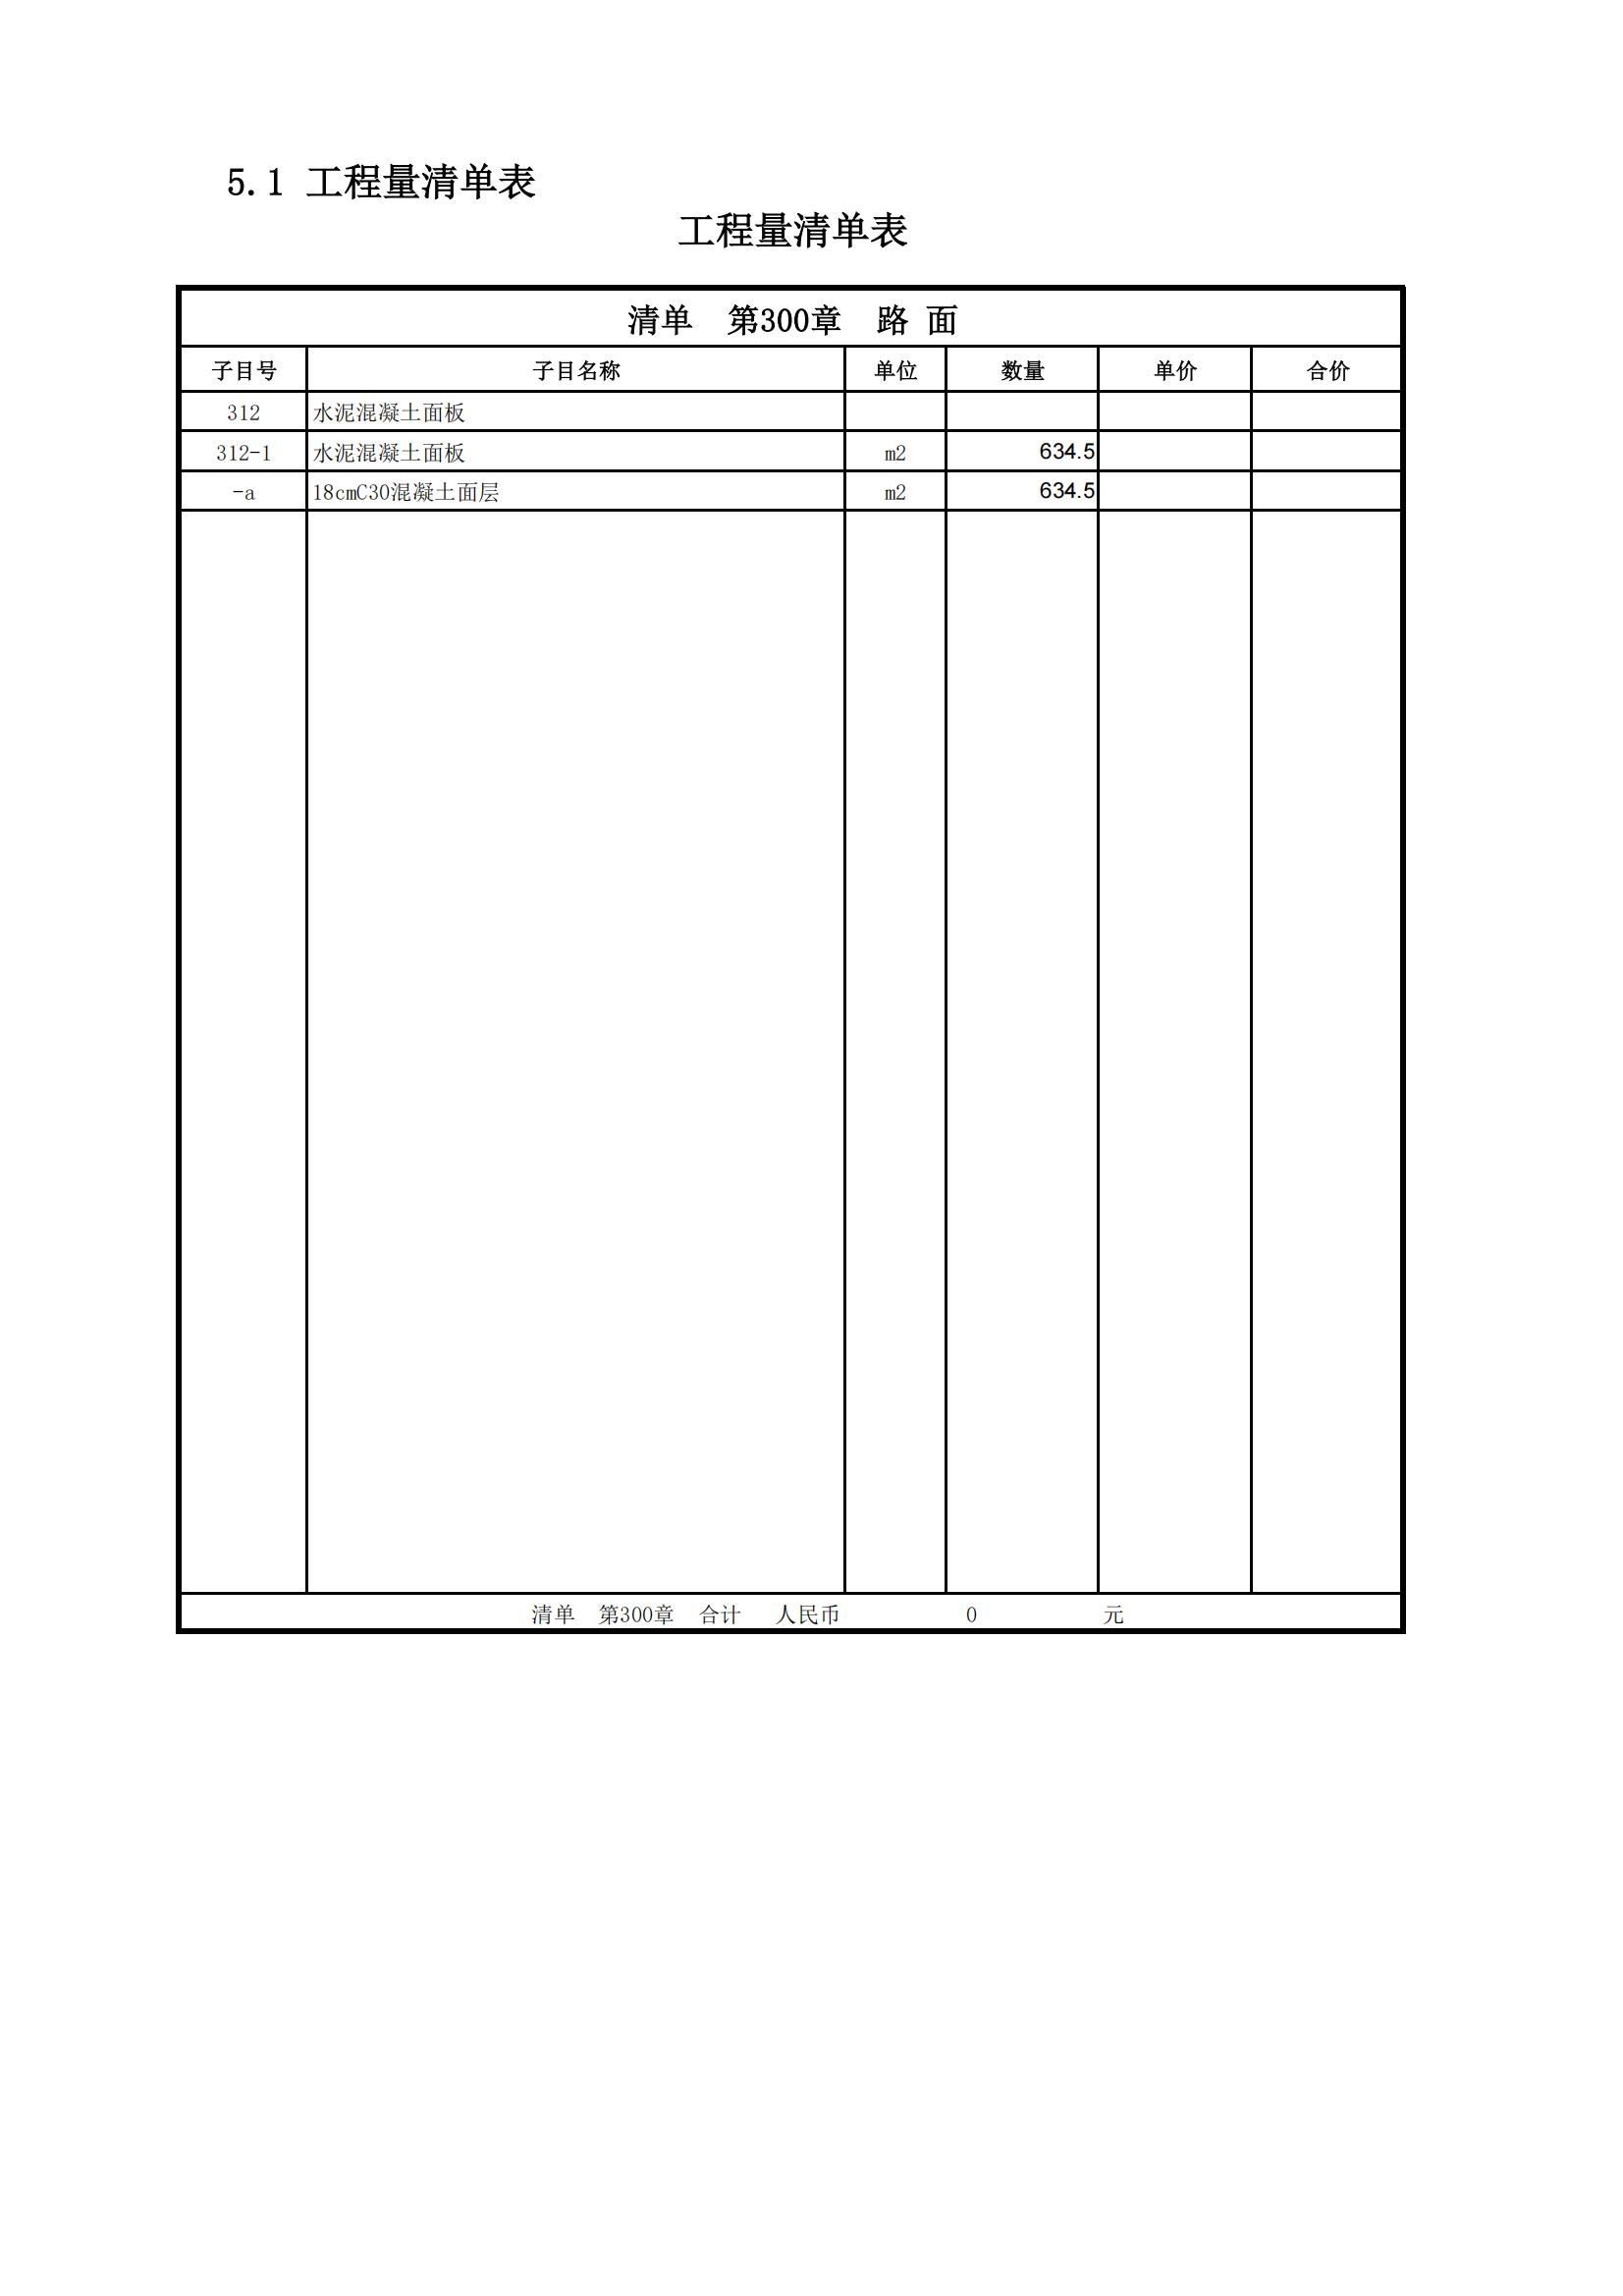 5.1 工程量清单表
工程量清单表
清单 第300章 路 面
子目号 子目名称 单位 数量 单价 合价
312 水泥混凝土面板
312-1 水泥混凝土面板 m2 634.5
-a 18cmC30混凝土面层 m2 634.5
清单 第300章 合计 人民币 0 元